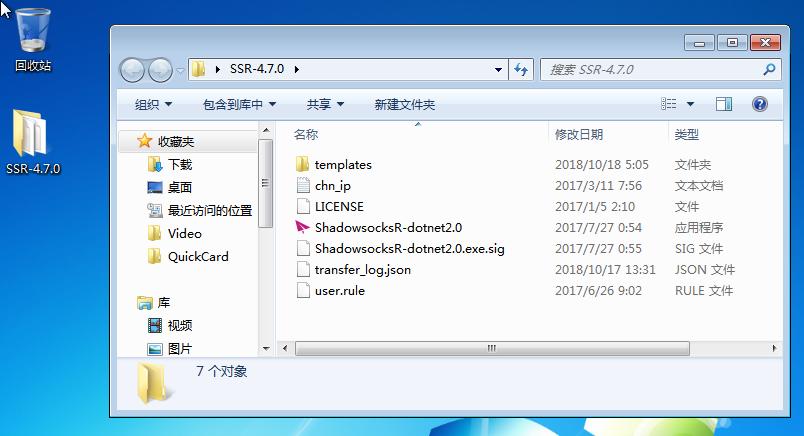 回收站
SSR-4.7.0
SSR-4.7.0
搜索 SSR-4.7.0
组织 包含到库中 共享 新建文件夹
收藏夹
下载
桌面
最近访问的位置
Video
QuickCard
库
视频
图片
名称 修改日期 类型
templates 2018/10/18 5:05 文件夹
chn_ip 2017/3/11 7:56 文本文档
LICENSE 2017/1/5 2:10 文件
ShadowsocksR-dotnet2.0 2017/7/27 0:54 应用程序
ShadowsocksR-dotnet2.0.exe.sig 2017/7/27 0:55 SIG 文件
transfer_log.json 2018/10/17 13:31 JSON 文件
user.rule 2017/6/26 9:02 RULE 文件
7 个对象